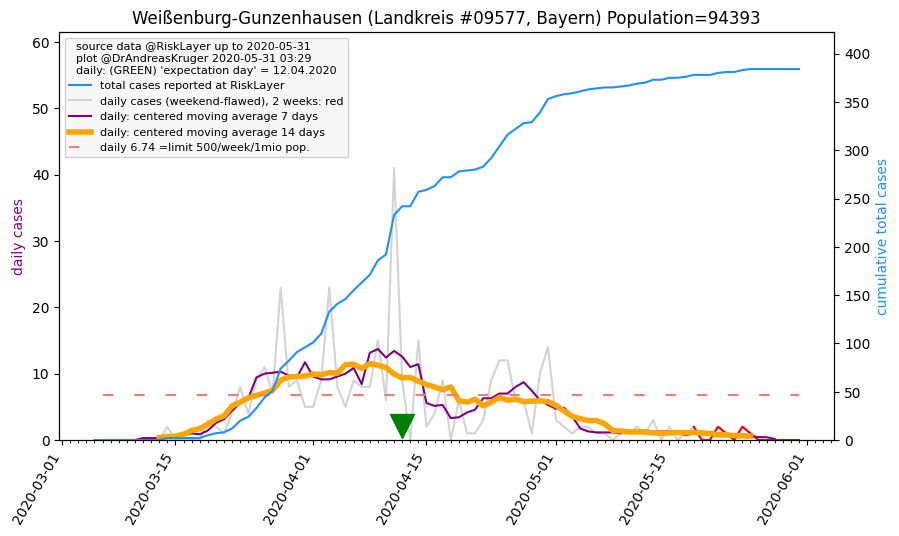 Weißenburg-Gunzenhausen (Landkreis #09577, Bayern) Population=94393
source data @RiskLayer up to 2020-05-31
plot @DrAndreasKruger 2020-05-31 03:29
daily: (GREEN) 'expectation day' = 12.04.2020
total cases reported at RiskLayer
daily cases (weekend-flawed), 2 weeks: red
daily: centered moving average 7 days
daily: centered moving average 14 days
daily 6.74 =limit 500/week/1mio pop.
daily cases
60
50
40
30
20
10
0
cumulative total cases
400
350
300
250
200
150
100
50
0
2020-03-01
2020-03-15
2020-04-01
2020-04-15
2020-05-01
2020-05-15
2020-06-01